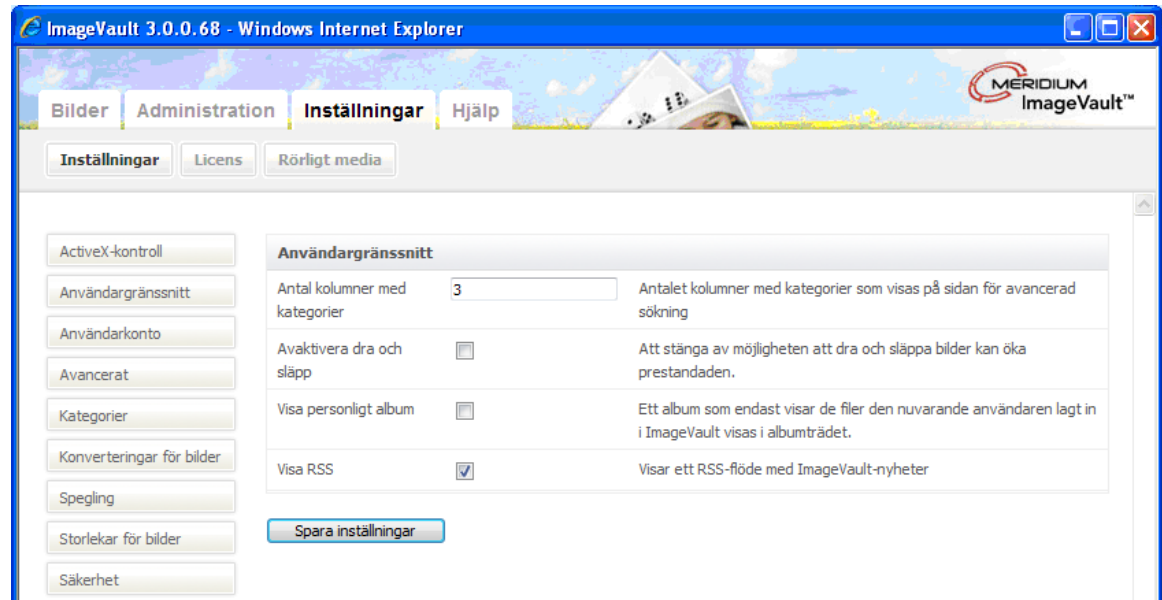 ImageVault 3.0.0.68 - Windows Internet Explorer
MERIDIUM
ImageVault™
Bilder Administration Inställningar Hjälp
Inställningar Licens Rörligt media
ActiveX-kontroll
Användargränssnitt
Användarkonto
Avancerat
Kategorier
Konverteringar för bilder
Spegling
Storlekar för bilder
Säkerhet
Användargränssnitt
Antal kolumner med
kategorier
3
Antalet kolumner med kategorier som visas på sidan för avancerad
sökning
Avaktivera dra och
släpp
Att stänga av möjligheten att dra och släppa bilder kan öka
prestandaden.
Visa personligt album
Ett album som endast visar de filer den nuvarande användaren lagt in
i ImageVault visas i albumträdet.
Visa RSS
Visar ett RSS-flöde med ImageVault-nyheter
Spara inställningar